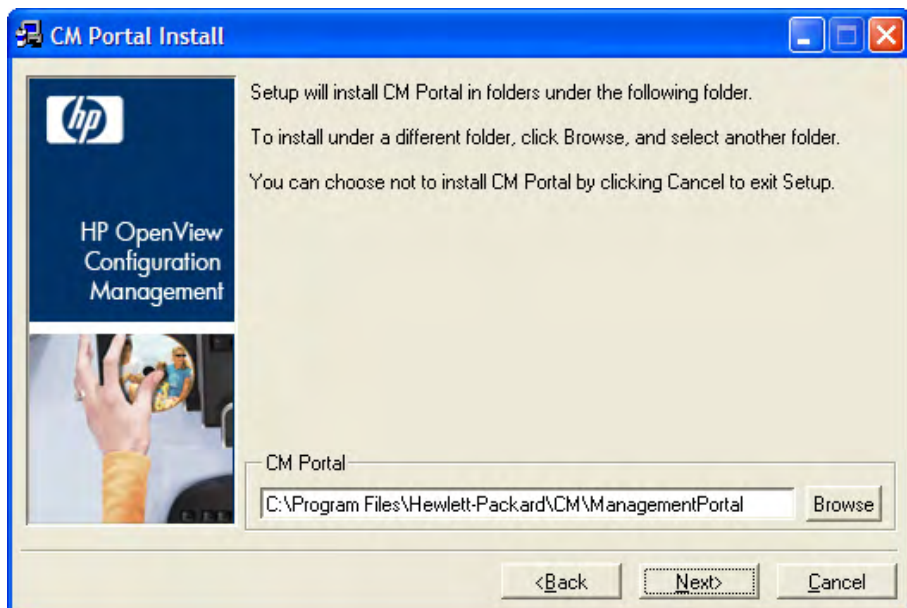 CM Portal Install
hp
Setup will install CM Portal in folders under the following folder.
To install under a different folder, click Browse, and select another folder.
You can choose not to install CM Portal by clicking Cancel to exit Setup.
HP OpenView
Configuration
Management
CM Portal
C:\Program Files\Hewlett-Packard\CM\ManagementPortal
Browse
<Back
Next>
Cancel